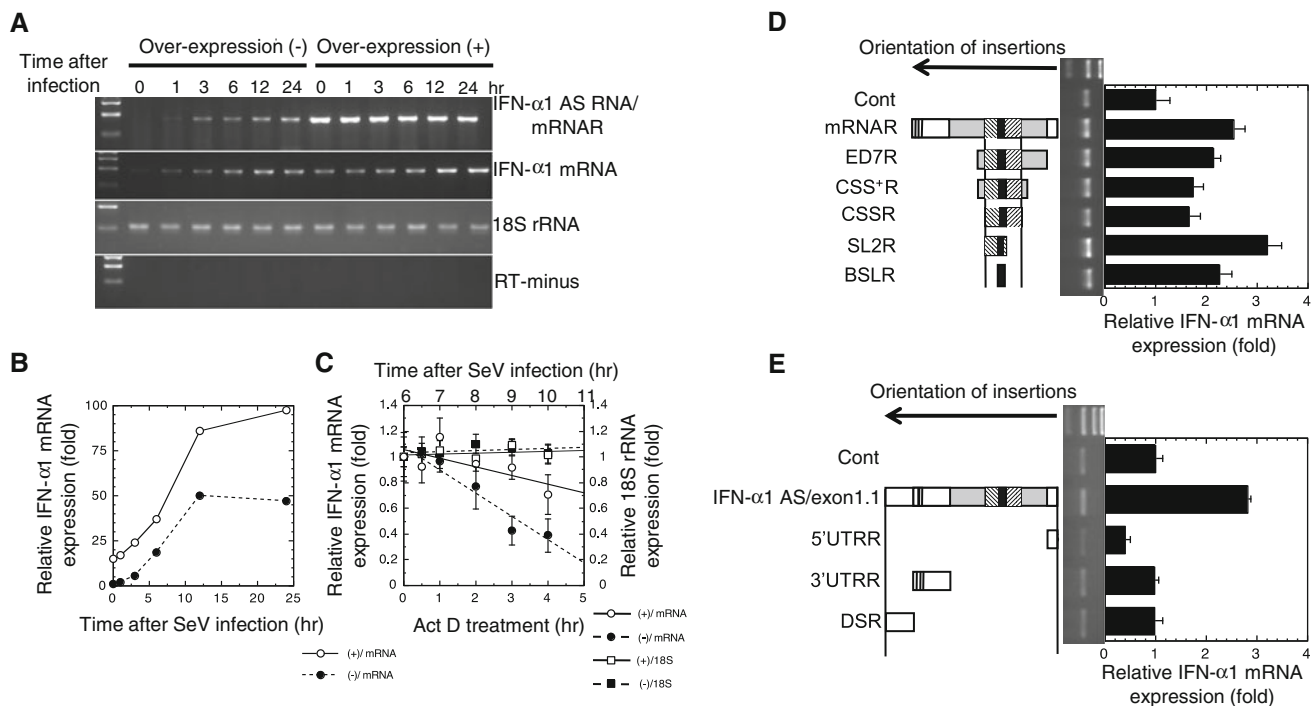 A
Over-expression (-)
Over-expression (+)
Time after
infection
0 1 3 6 12 24 0 1 3 6 12 24 hr
IFN-α1 AS RNA/
mRNAR
IFN-α1 mRNA
18S rRNA
RT-minus
B
Relative IFN-α1 mRNA
expression (fold)
100
75
50
25
0
0 5 10 15 20 25
Time after SeV infection (hr)
(+)/ mRNA
(-)/ mRNA
C
Time after SeV infection (hr)
6 7 8 9 10 11
Relative IFN-α1 mRNA
expression (fold)
1.4 1.4
1.2 1.2
1 1
0.8 0.8
0.6 0.6
0.4 0.4
0.2 0.2
0 0
Relative 18S rRNA
expression (fold)
0 1 2 3 4 5
Act D treatment (hr)
(+)/ mRNA
(-)/ mRNA
(+)/18S
(-)/18S
D
Orientation of insertions
Cont
mRNAR
ED7R
CSS⁺R
CSSR
SL2R
BSLR
0 1 2 3 4
Relative IFN-α1 mRNA
expression (fold)
E
Orientation of insertions
Cont
IFN-α1 AS/exon1.1
5'UTRR
3'UTRR
DSR
0 1 2 3 4
Relative IFN-α1 mRNA
expression (fold)